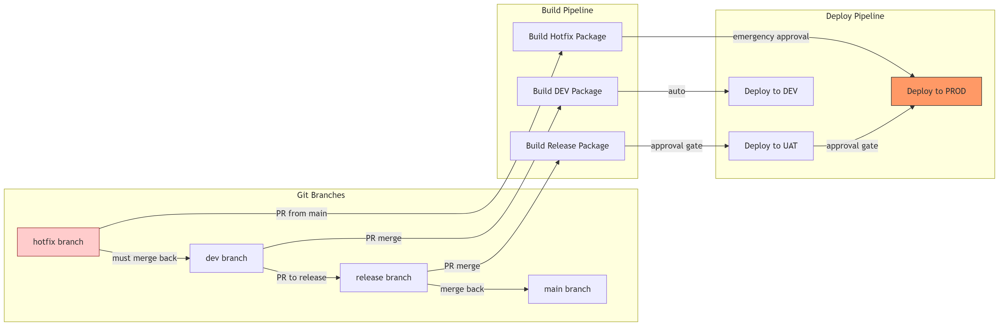 Build Pipeline
Build Hotfix Package
Build DEV Package
Build Release Package
Deploy Pipeline
emergency approval
auto
Deploy to DEV
Deploy to PROD
approval gate
Deploy to UAT
approval gate
Git Branches
PR from main
hotfix branch
PR merge
must merge back
dev branch
PR merge
PR to release
release branch
merge back
main branch